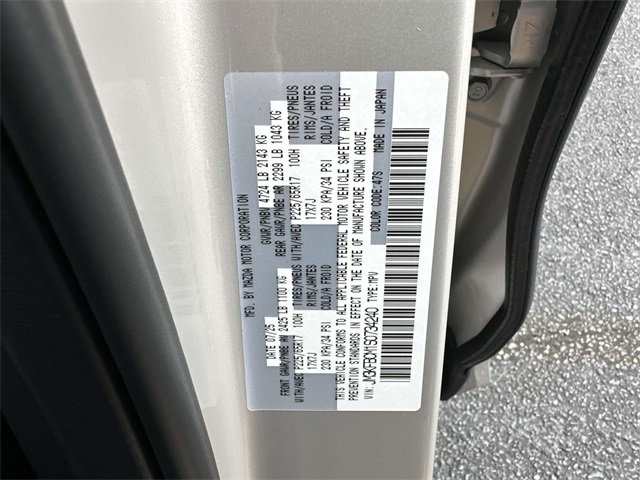 MFD. BY MAZDA MOTOR CORPORATION
DATE 07/25 GVWR/PNBV 4724 LB 2143 KG
FRONT GAWR/PNBE AV 2425 LB 1100 KG REAR GAWR/PNBE AR 2299 LB 1043 KG
WITH/AVEC P225/65R17 100H TIRES/PNEUS WITH/AVEC P225/65R17 100H TIRES/PNEUS
17X7J RIMS/JANTES 17X7J RIMS/JANTES
230 KPA/34 PSI COLD/A FROID 230 KPA/34 PSI COLD/A FROID
THIS VEHICLE CONFORMS TO ALL APPLICABLE FEDERAL MOTOR VEHICLE SAFETY AND THEFT
PREVENTION STANDARDS IN EFFECT ON THE DATE OF MANUFACTURE SHOWN ABOVE.
COLOR CODE:47S MADE IN JAPAN
VIN: JM3KFBCM1S0734240 TYPE:MPV